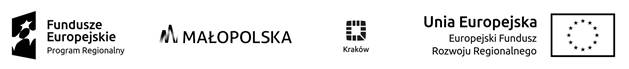 Fundusze
Europejskie
Program Regionalny
MAŁOPOLSKA
Kraków
Unia Europejska
Europejski Fundusz
Rozwoju Regionalnego